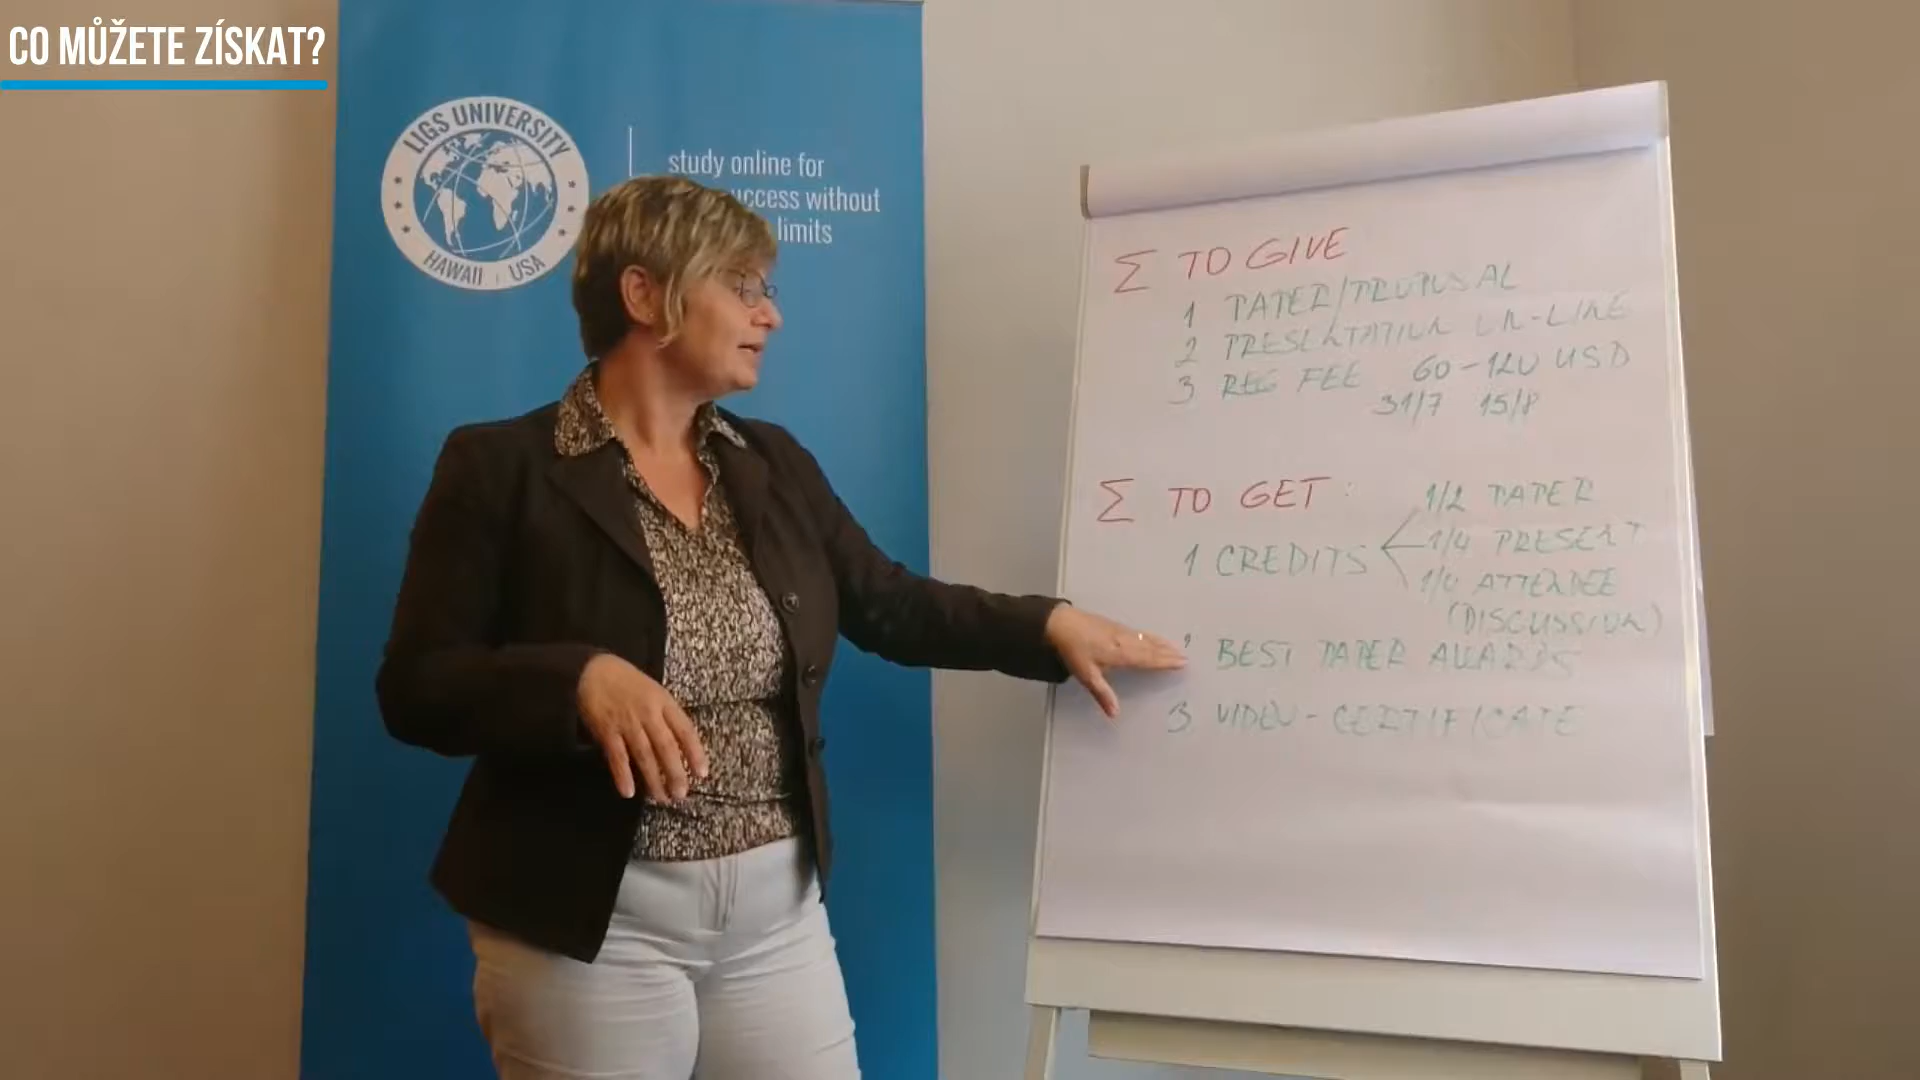 CO MŮŽETE ZÍSKAT?
LIGS UNIVERSITY
HAWAII USA
study online for
success without
limits
Σ TO GIVE
1 PAPER/PROPOSAL
2 PRESENTATION ON-LINE
3 REG FEE 60-120 USD
31/7 15/8
Σ TO GET:
1/2 PAPER
1 CREDITS 1/4 PRESENT
ATTENDEE
(DISCUSSION)
BEST PAPER AWARDS
3 VIDEO-CERTIFICATE